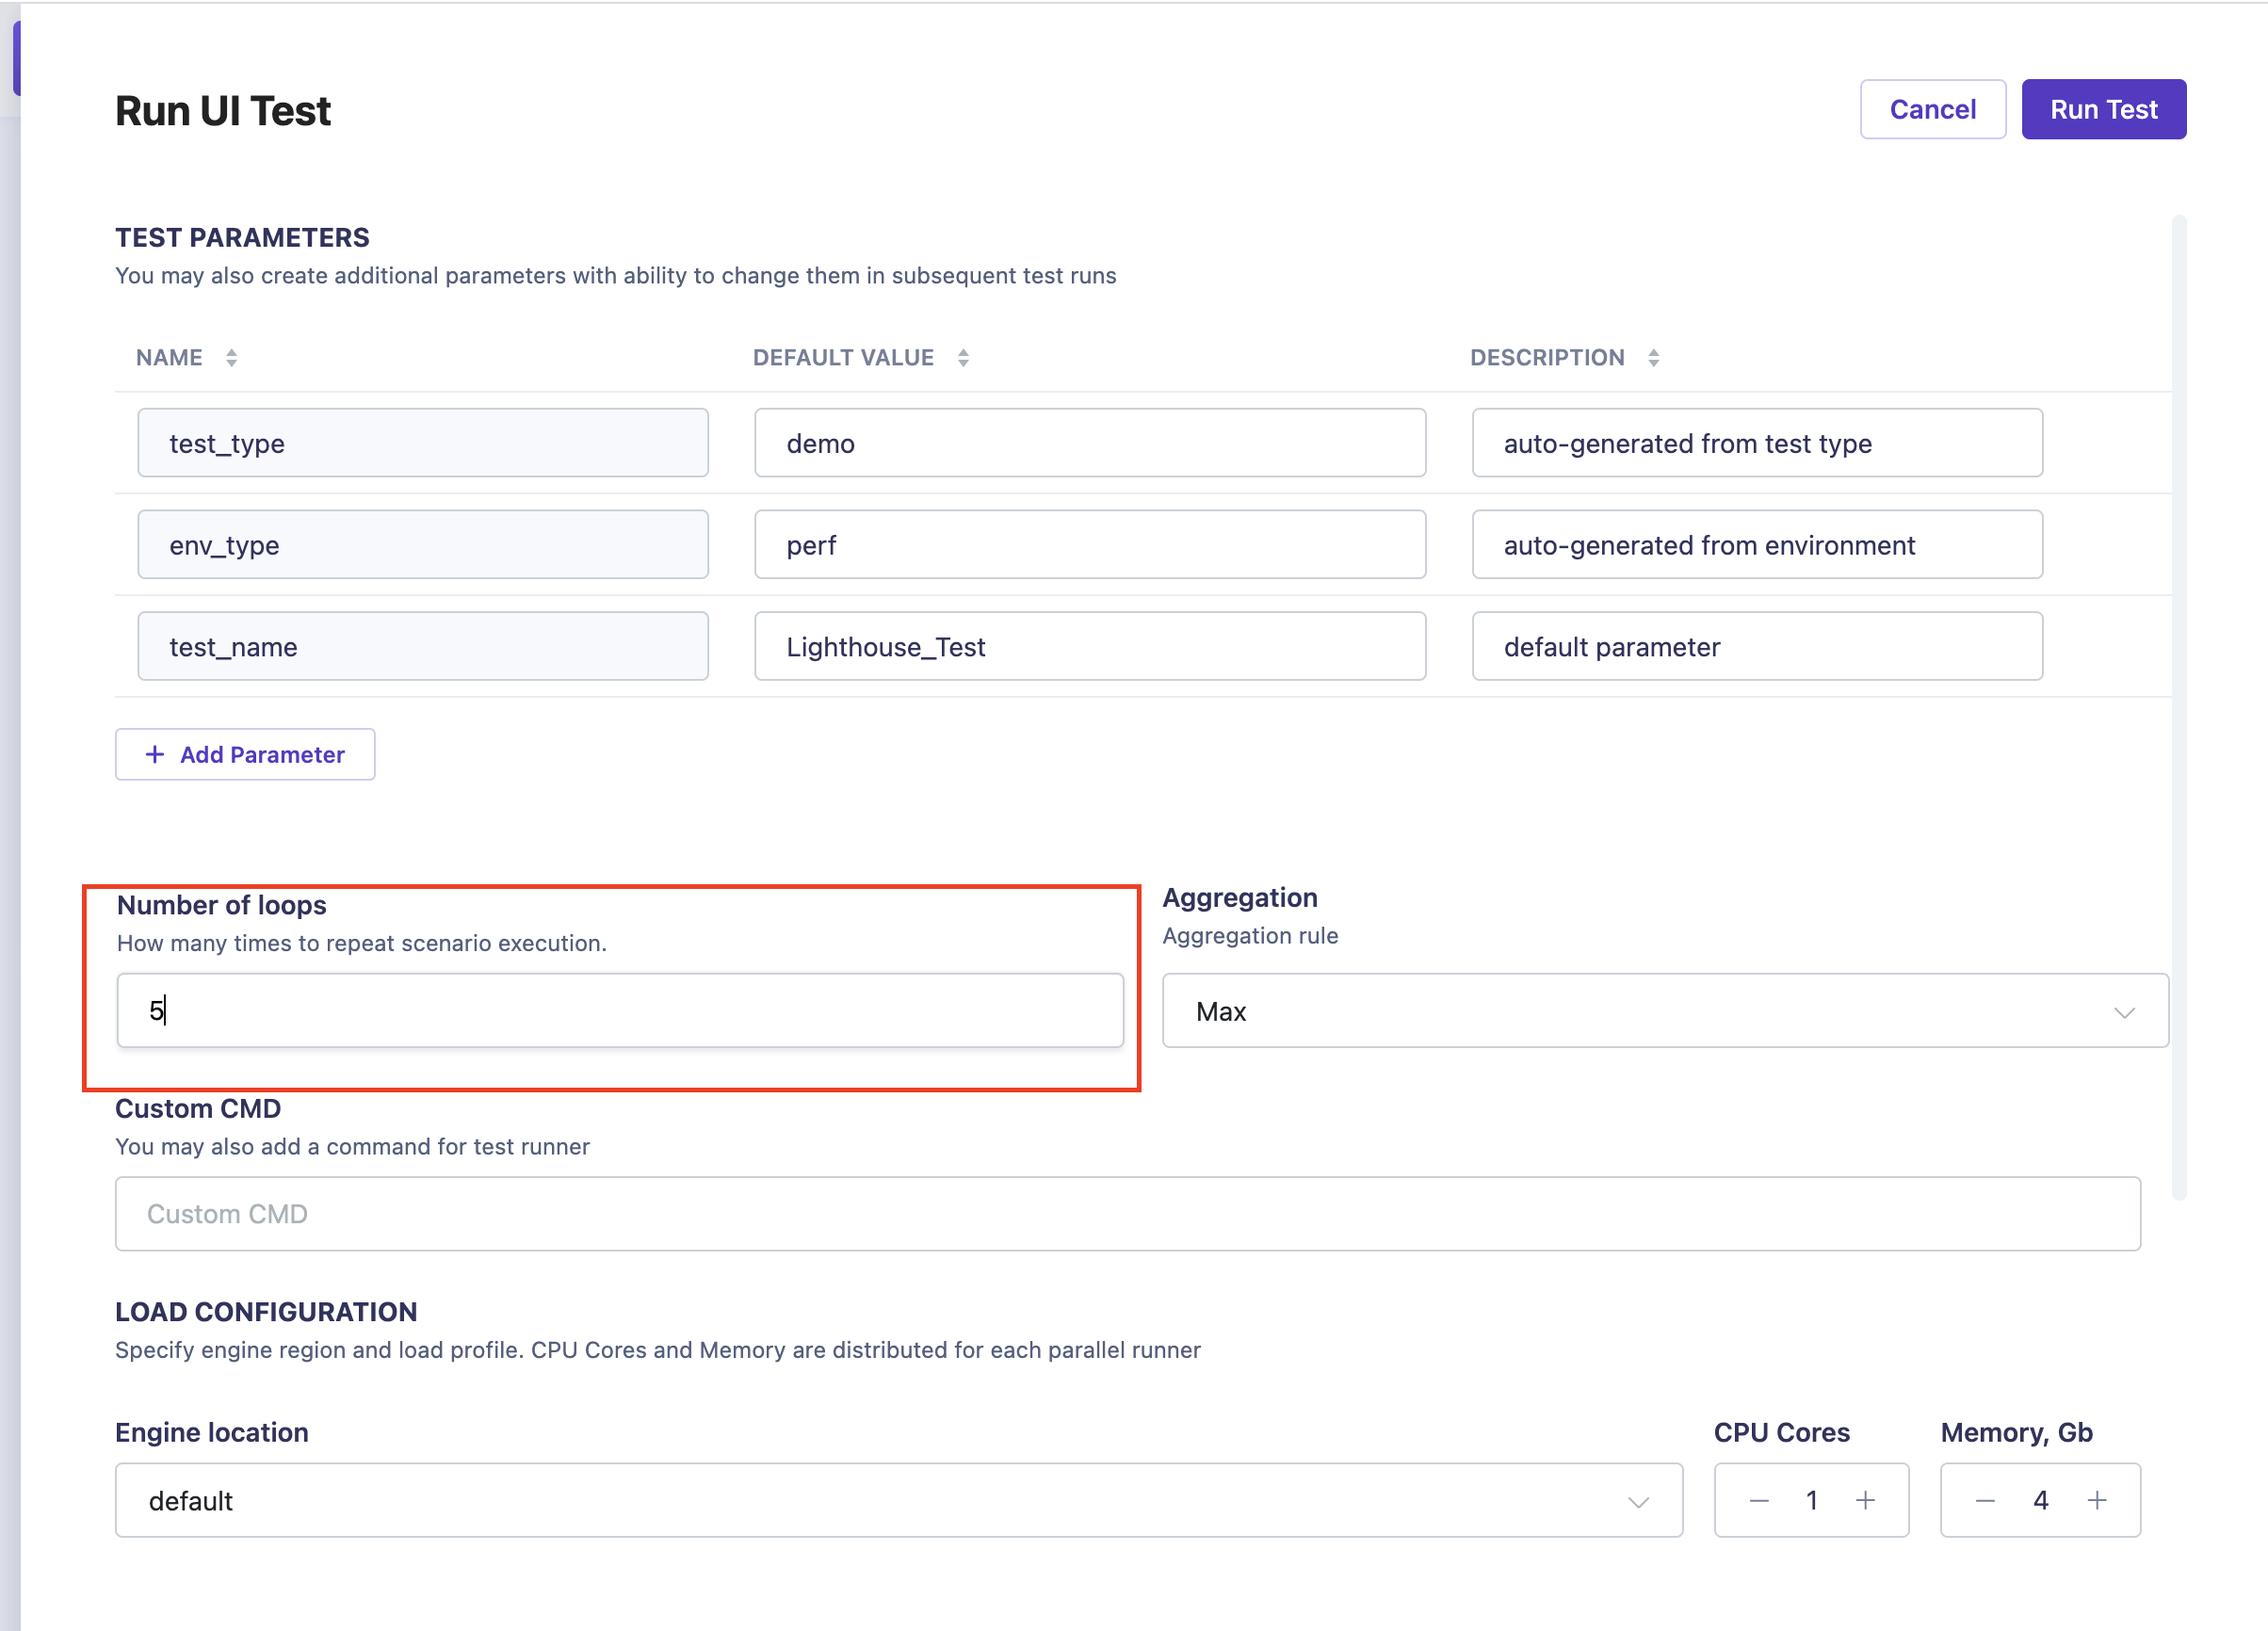 Run UI Test
Cancel
Run Test
TEST PARAMETERS
You may also create additional parameters with ability to change them in subsequent test runs
NAME DEFAULT VALUE DESCRIPTION
test_type demo auto-generated from test type
env_type perf auto-generated from environment
test_name Lighthouse_Test default parameter
+ Add Parameter
Number of loops
How many times to repeat scenario execution.
5
Aggregation
Aggregation rule
Max
Custom CMD
You may also add a command for test runner
Custom CMD
LOAD CONFIGURATION
Specify engine region and load profile. CPU Cores and Memory are distributed for each parallel runner
Engine location
default
CPU Cores
− 1 +
Memory, Gb
− 4 +